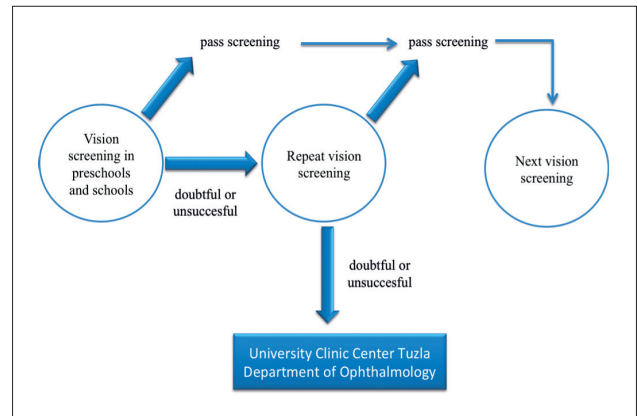 pass screening
pass screening
Vision
screening in
preschools
and schools
doubtful or
unsuccesful
Repeat vision
screening
Next vision
screening
doubtful or
unsuccesful
University Clinic Center Tuzla
Department of Ophthalmology